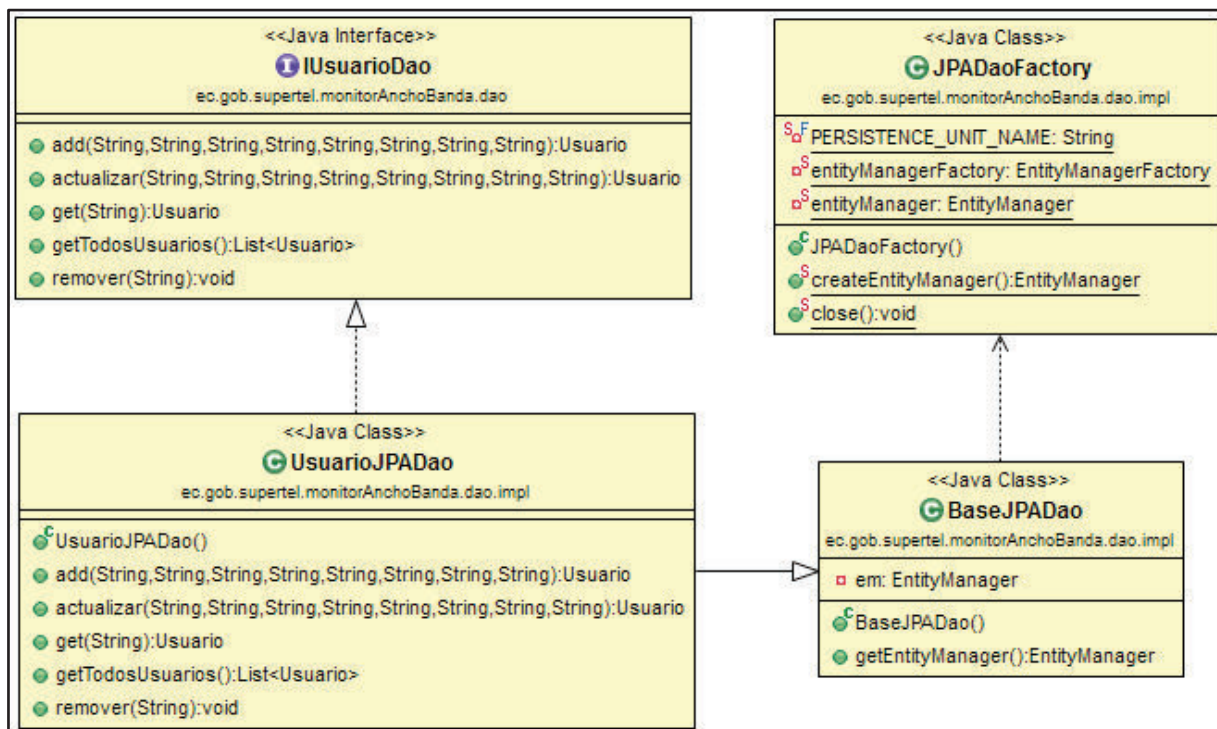 <<Java Interface>>
IUsuarioDao
ec.gob.supertel.monitorAnchoBanda.dao
add(String,String,String,String,String,String,String,String):Usuario
actualizar(String,String,String,String,String,String,String,String):Usuario
get(String):Usuario
getTodosUsuarios():List<Usuario>
remover(String):void
<<Java Class>>
JPADaoFactory
ec.gob.supertel.monitorAnchoBanda.dao.impl
PERSISTENCE_UNIT_NAME: String
entityManagerFactory: EntityManagerFactory
entityManager: EntityManager
JPADaoFactory()
createEntityManager():EntityManager
close():void
<<Java Class>>
UsuarioJPADao
ec.gob.supertel.monitorAnchoBanda.dao.impl
UsuarioJPADao()
add(String,String,String,String,String,String,String,String):Usuario
actualizar(String,String,String,String,String,String,String,String):Usuario
get(String):Usuario
getTodosUsuarios():List<Usuario>
remover(String):void
<<Java Class>>
BaseJPADao
ec.gob.supertel.monitorAnchoBanda.dao.impl
em: EntityManager
BaseJPADao()
getEntityManager():EntityManager